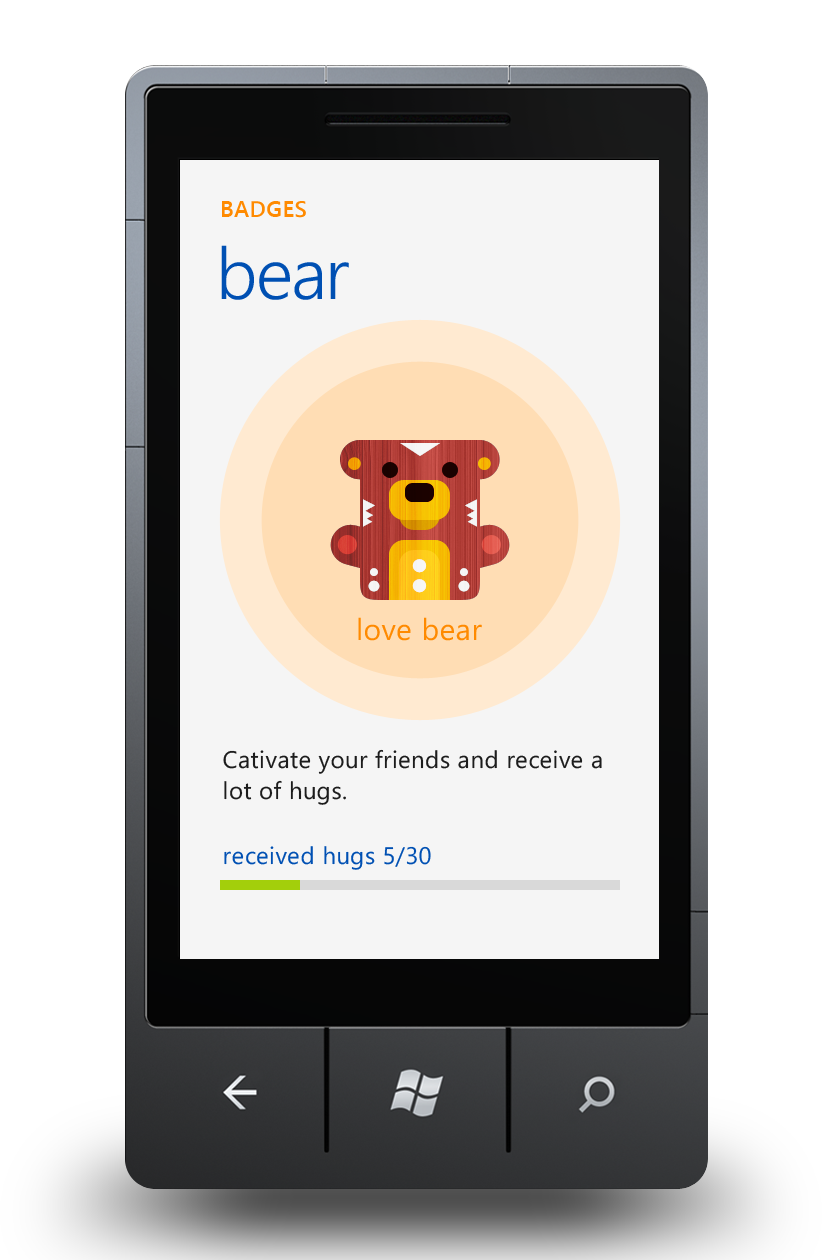 BADGES
bear
love bear
Cativate your friends and receive a
lot of hugs.
received hugs 5/30